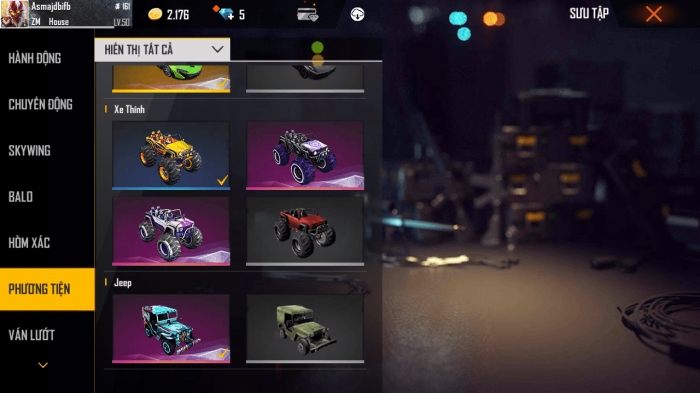 Asmajdbifb
# 161
ZM House
LV.50
2.176
5
SƯU TẬP
HÀNH ĐỘNG
CHUYỂN ĐỘNG
SKYWING
BALO
HÒM XÁC
PHƯƠNG TIỆN
VÁN LƯỚT
HIỂN THỊ TẤT CẢ
Xe Thính
Jeep